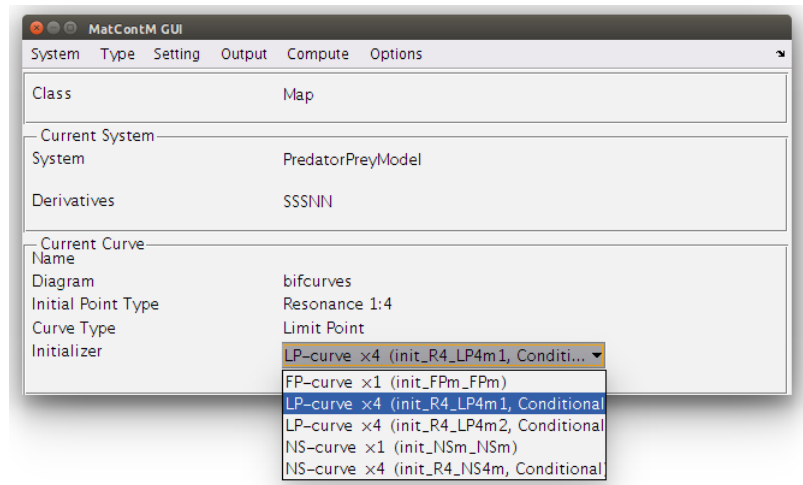 MatContM GUI
System Type Setting Output Compute Options
Class Map
Current System
System PredatorPreyModel
Derivatives SSSNN
Current Curve
Name
Diagram bifcurves
Initial Point Type Resonance 1:4
Curve Type Limit Point
Initializer LP-curve ×4 (init_R4_LP4m1, Conditi...
FP-curve ×1 (init_FPm_FPm)
LP-curve ×4 (init_R4_LP4m1, Conditional
LP-curve ×4 (init_R4_LP4m2, Conditional
NS-curve ×1 (init_NSm_NSm)
NS-curve ×4 (init_R4_NS4m, Conditional)